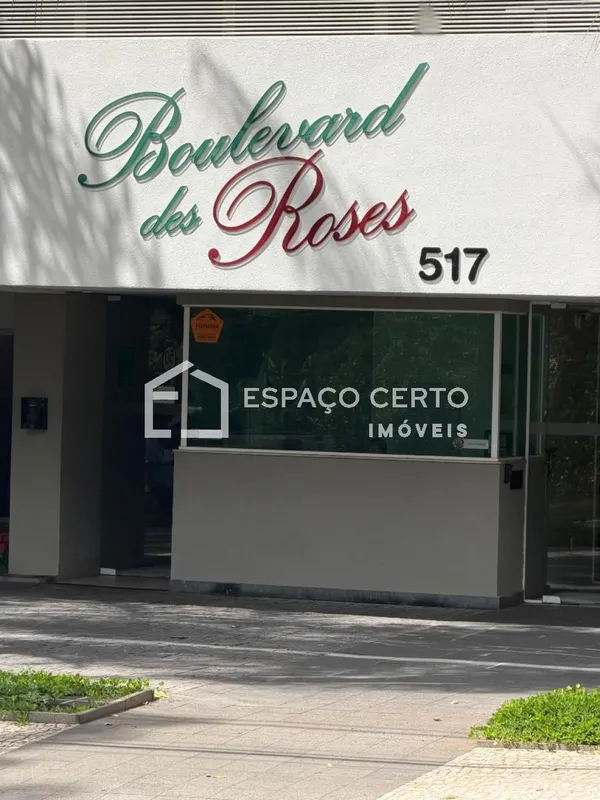 Boulevard
des Roses
517
ESPAÇO CERTO
IMÓVEIS